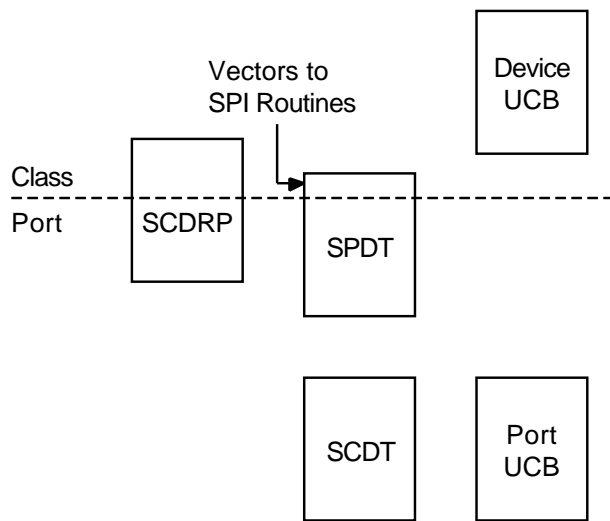 Device
UCB
Vectors to
SPI Routines
Class
Port
SCDRP
SPDT
SCDT
Port
UCB